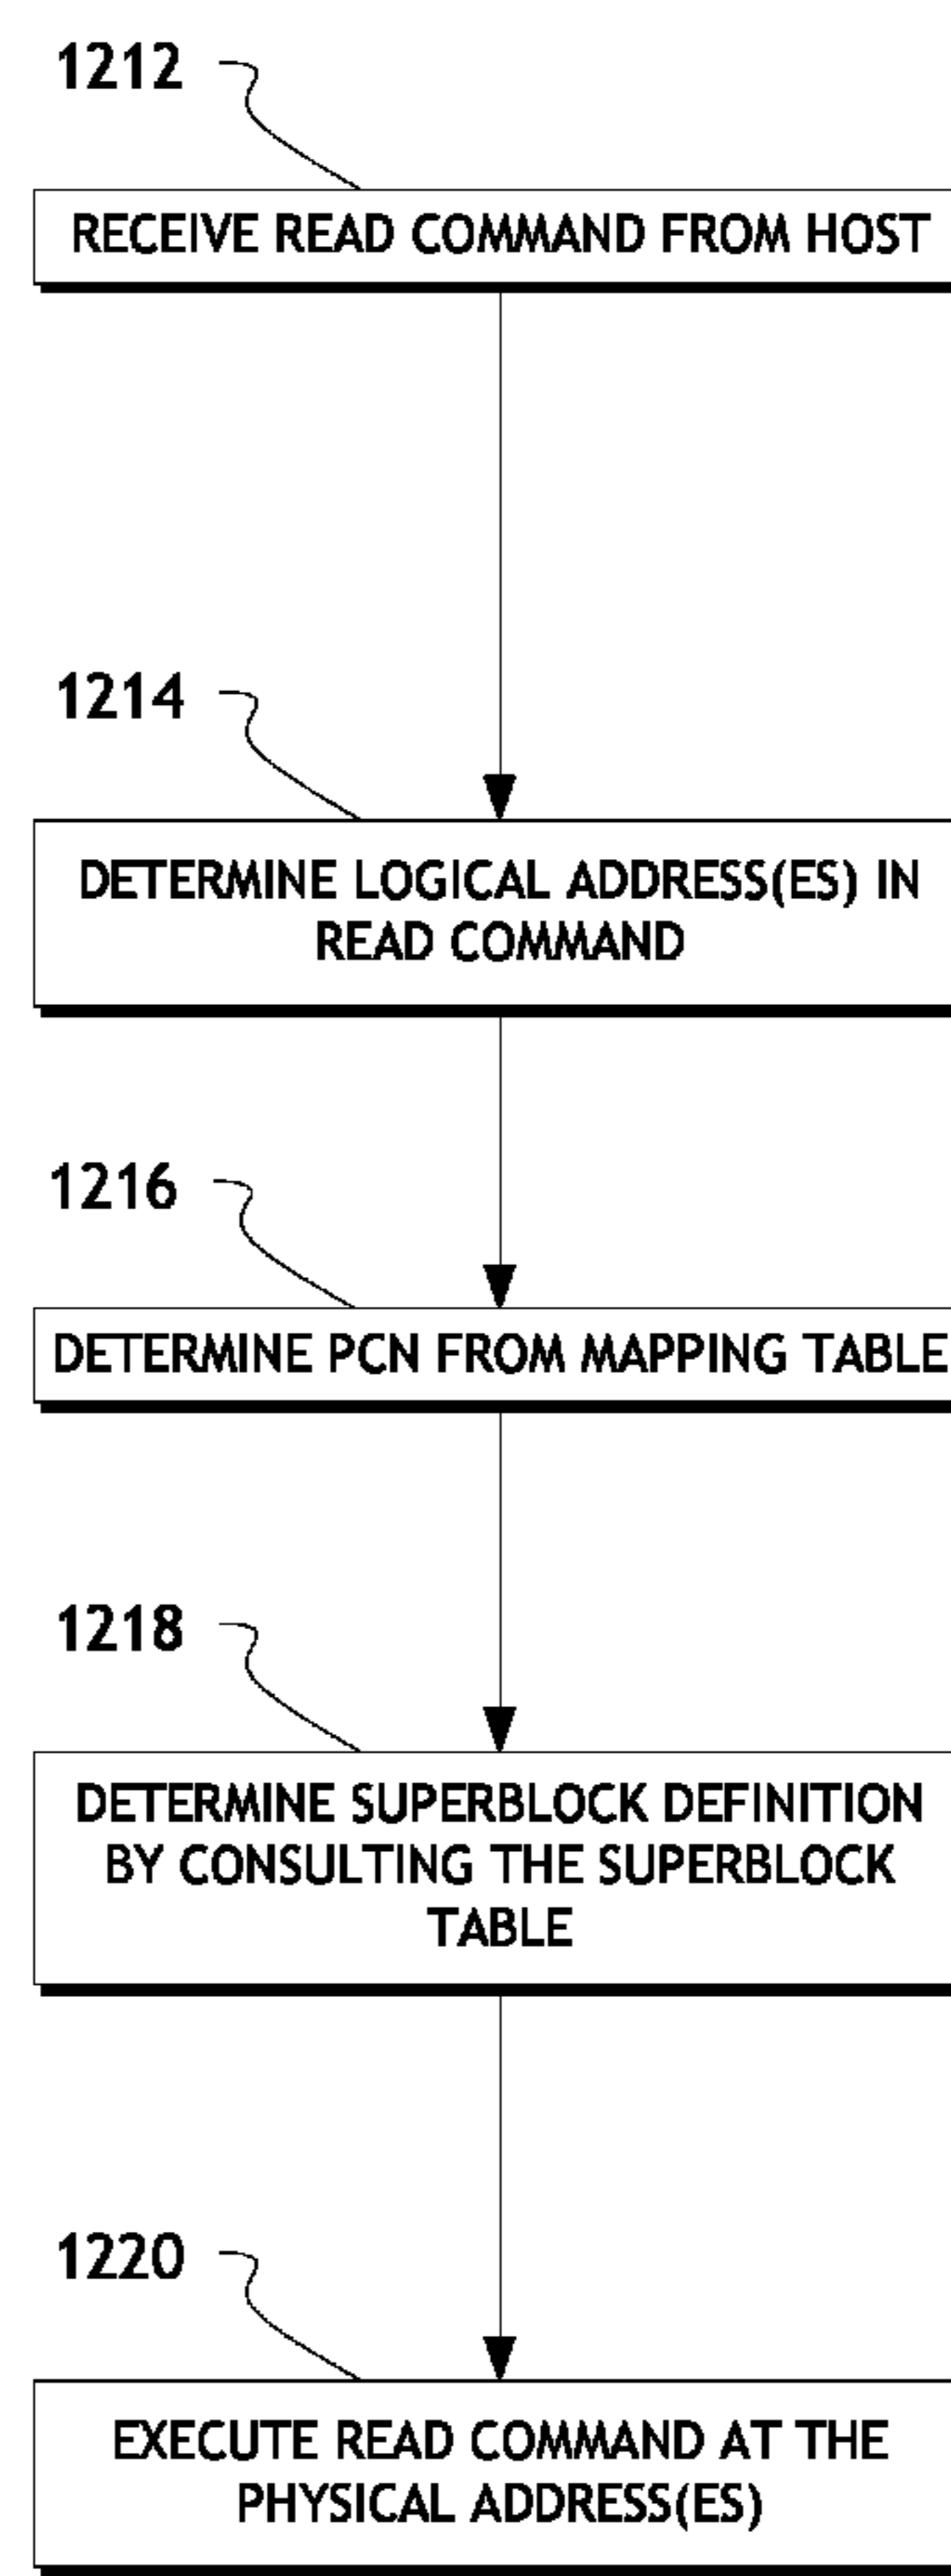 1212
RECEIVE READ COMMAND FROM HOST
1214
DETERMINE LOGICAL ADDRESS(ES) IN
READ COMMAND
1216
DETERMINE PCN FROM MAPPING TABLE
1218
DETERMINE SUPERBLOCK DEFINITION
BY CONSULTING THE SUPERBLOCK
TABLE
1220
EXECUTE READ COMMAND AT THE
PHYSICAL ADDRESS(ES)